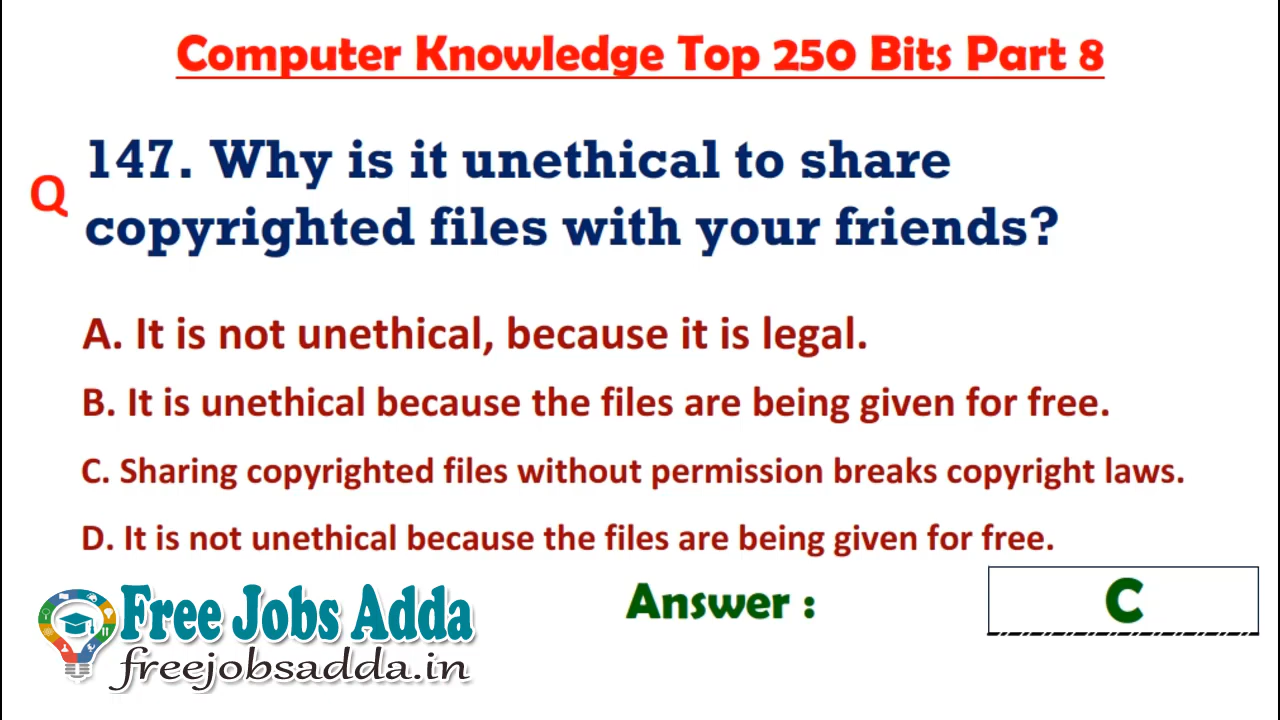 Computer Knowledge Top 250 Bits Part 8
Q
147. Why is it unethical to share
copyrighted files with your friends?
A. It is not unethical, because it is legal.
B. It is unethical because the files are being given for free.
C. Sharing copyrighted files without permission breaks copyright laws.
D. It is not unethical because the files are being given for free.
Free Jobs Adda
freejobsadda.in
Answer :
C